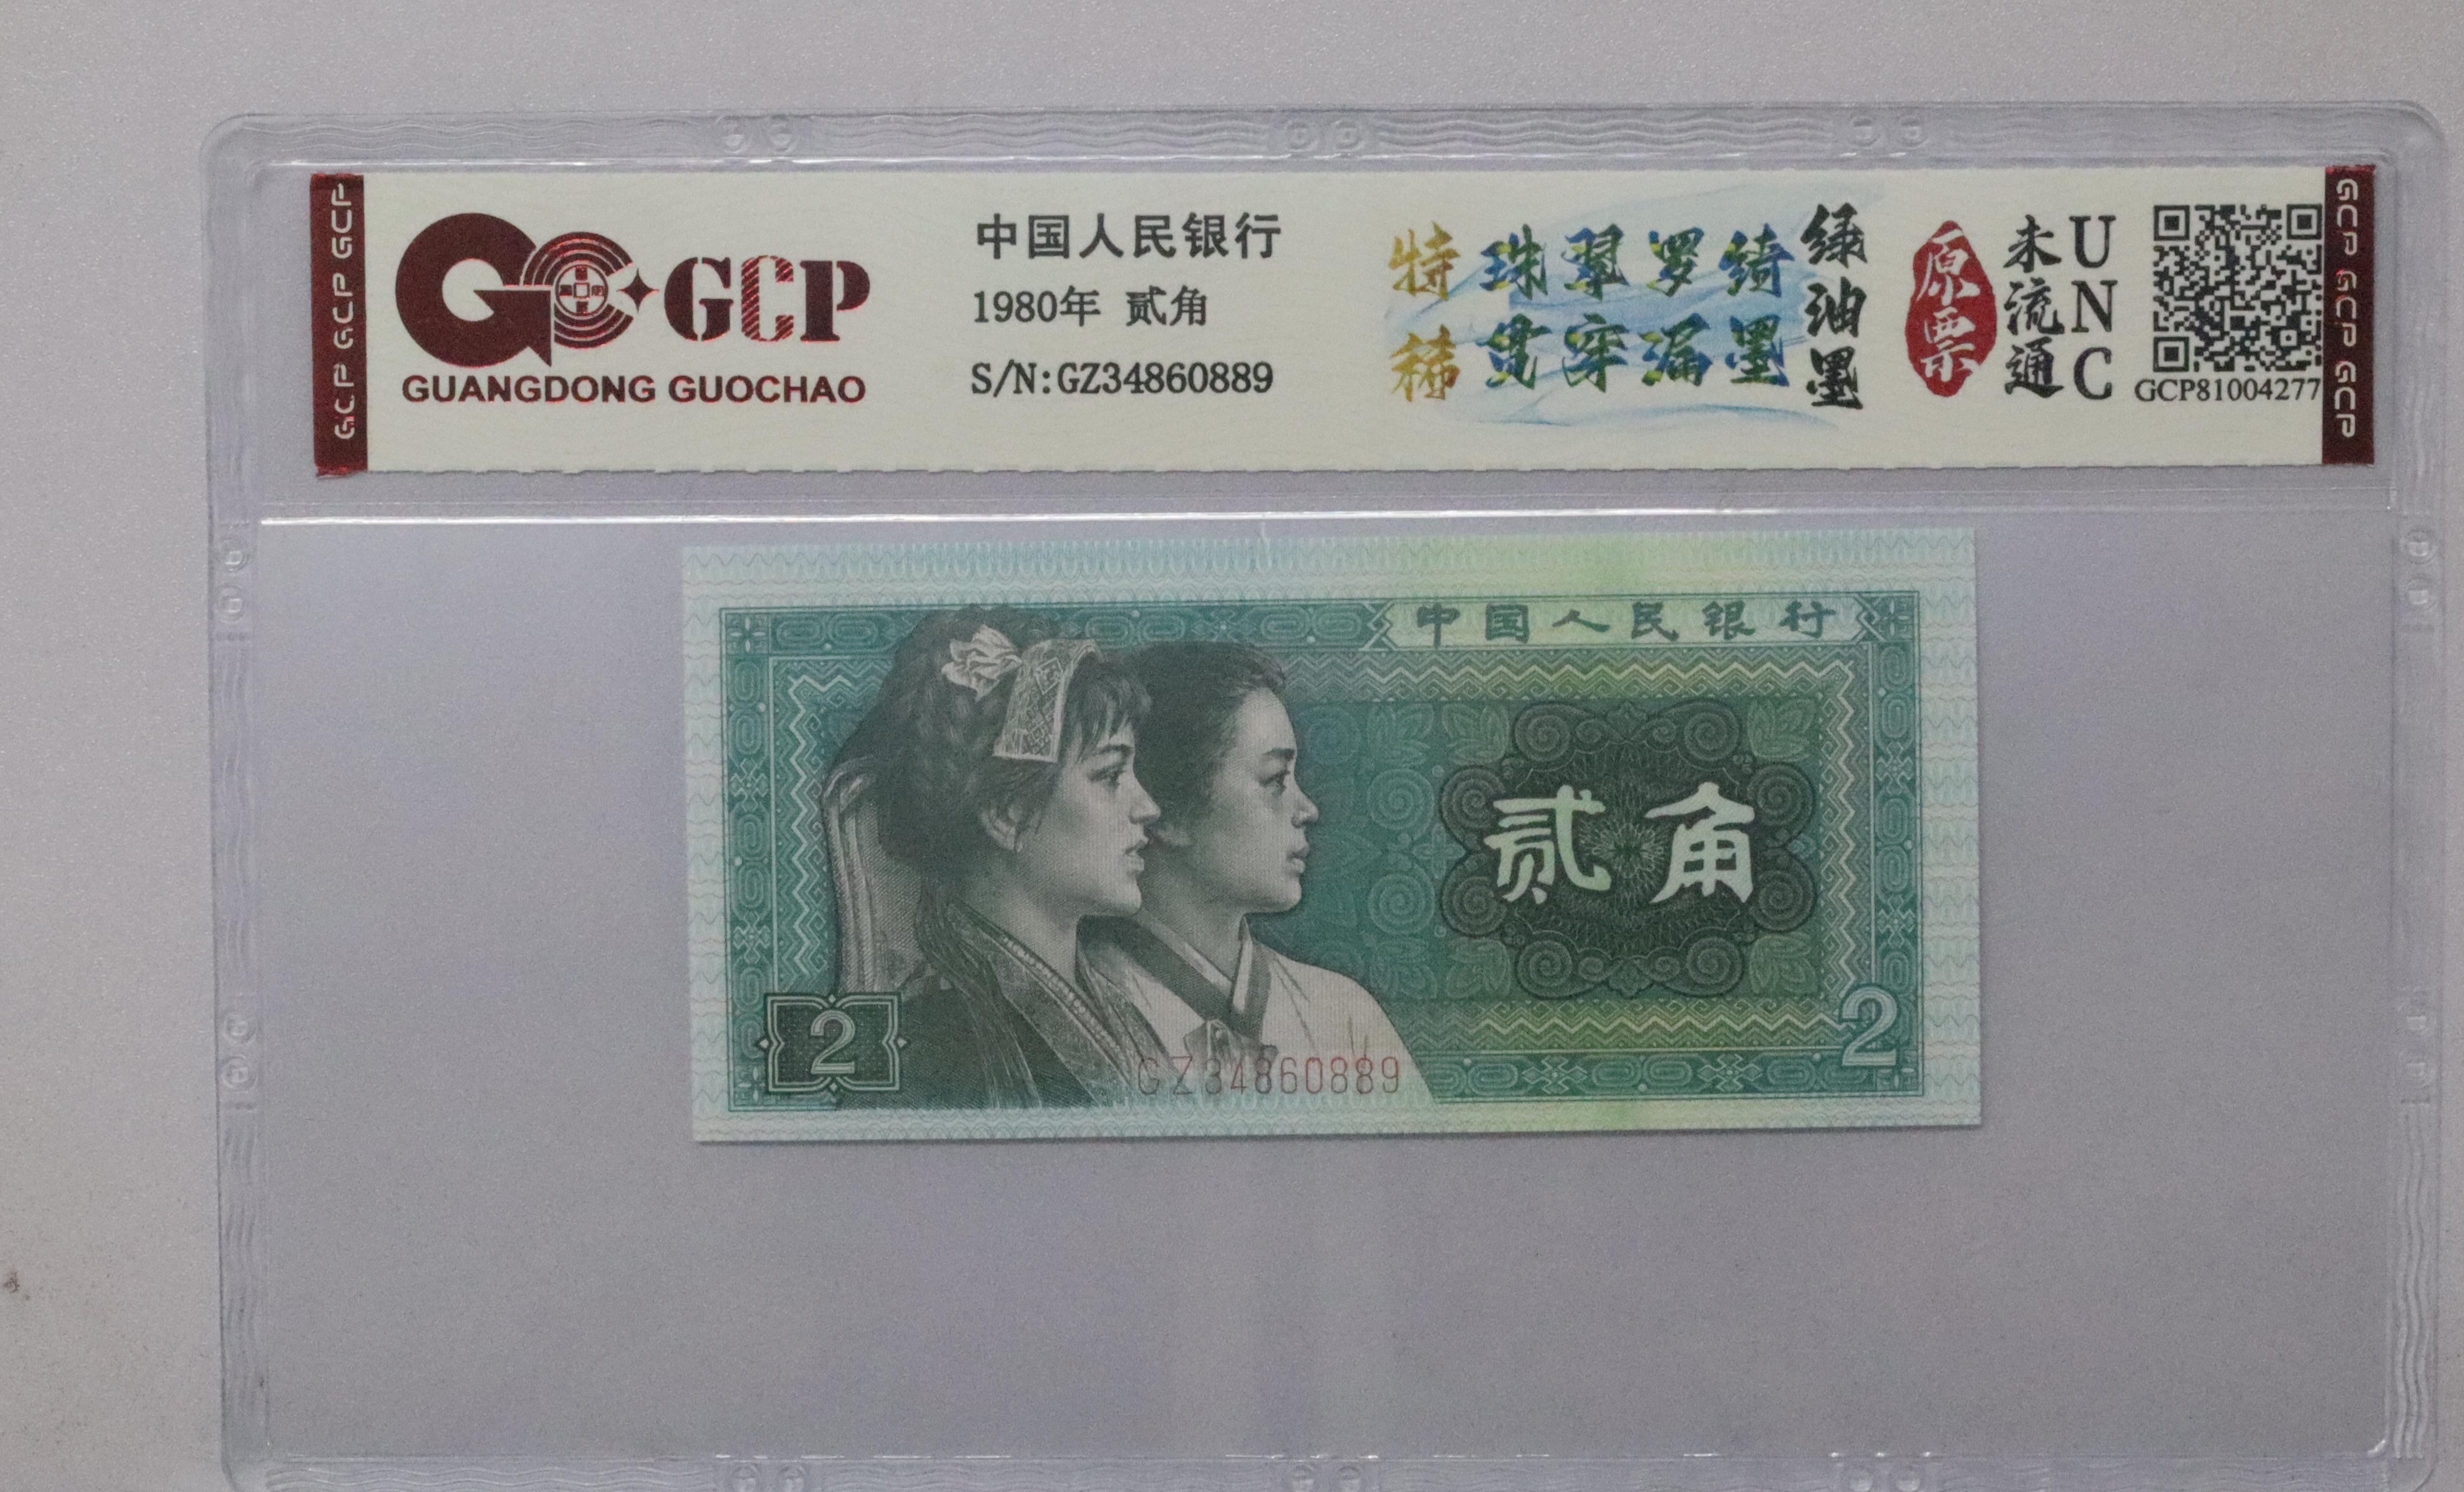 GCP GCP GCP
GCP
GUANGDONG GUOCHAO
中国人民银行
1980年 贰角
S/N:GZ34860889
特稀
珠翠罗绮
贯穿漏墨
绿油墨
原票
未流通
UNC
GCP81004277
GCP GCP GCP
中国人民银行
贰角
2
2
GZ34860889